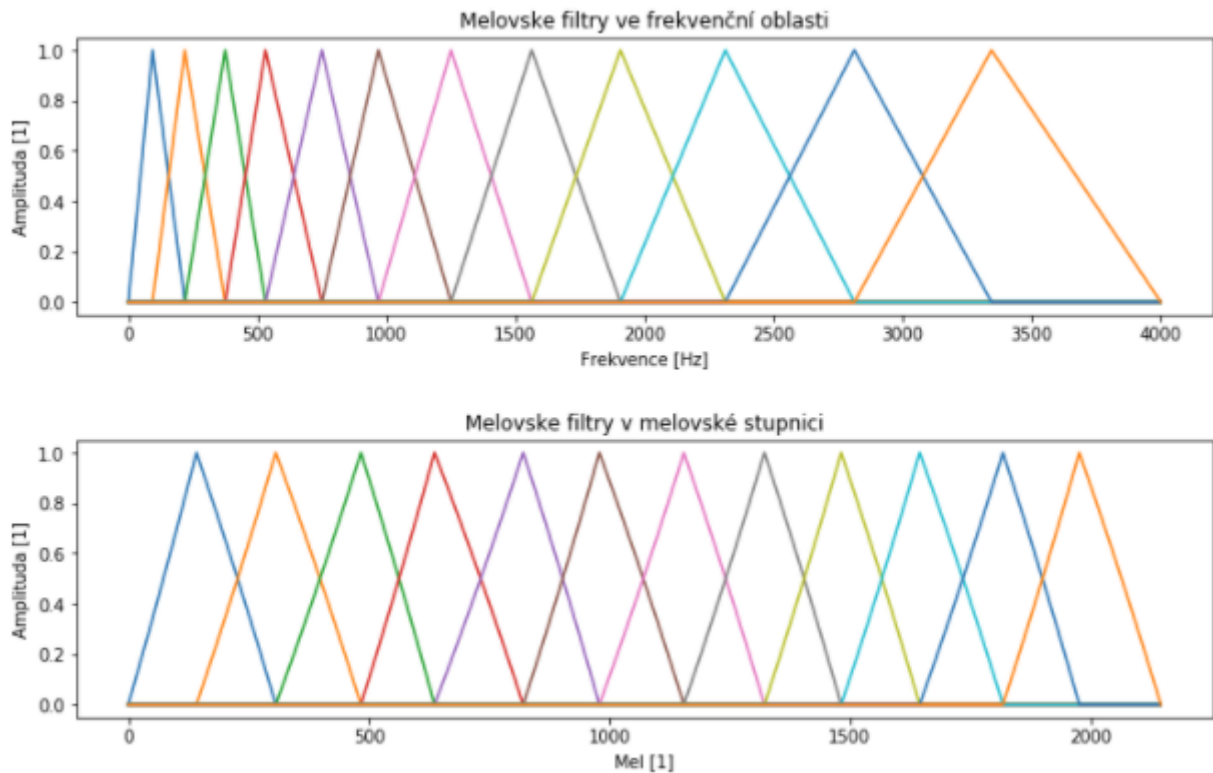 Melovske filtry ve frekvenční oblasti
1.0
0.8
0.6
0.4
0.2
0.0
Amplituda [1]
0 500 1000 1500 2000 2500 3000 3500 4000
Frekvence [Hz]
Melovske filtry v melovské stupnici
1.0
0.8
0.6
0.4
0.2
0.0
Amplituda [1]
0 500 1000 1500 2000
Mel [1]